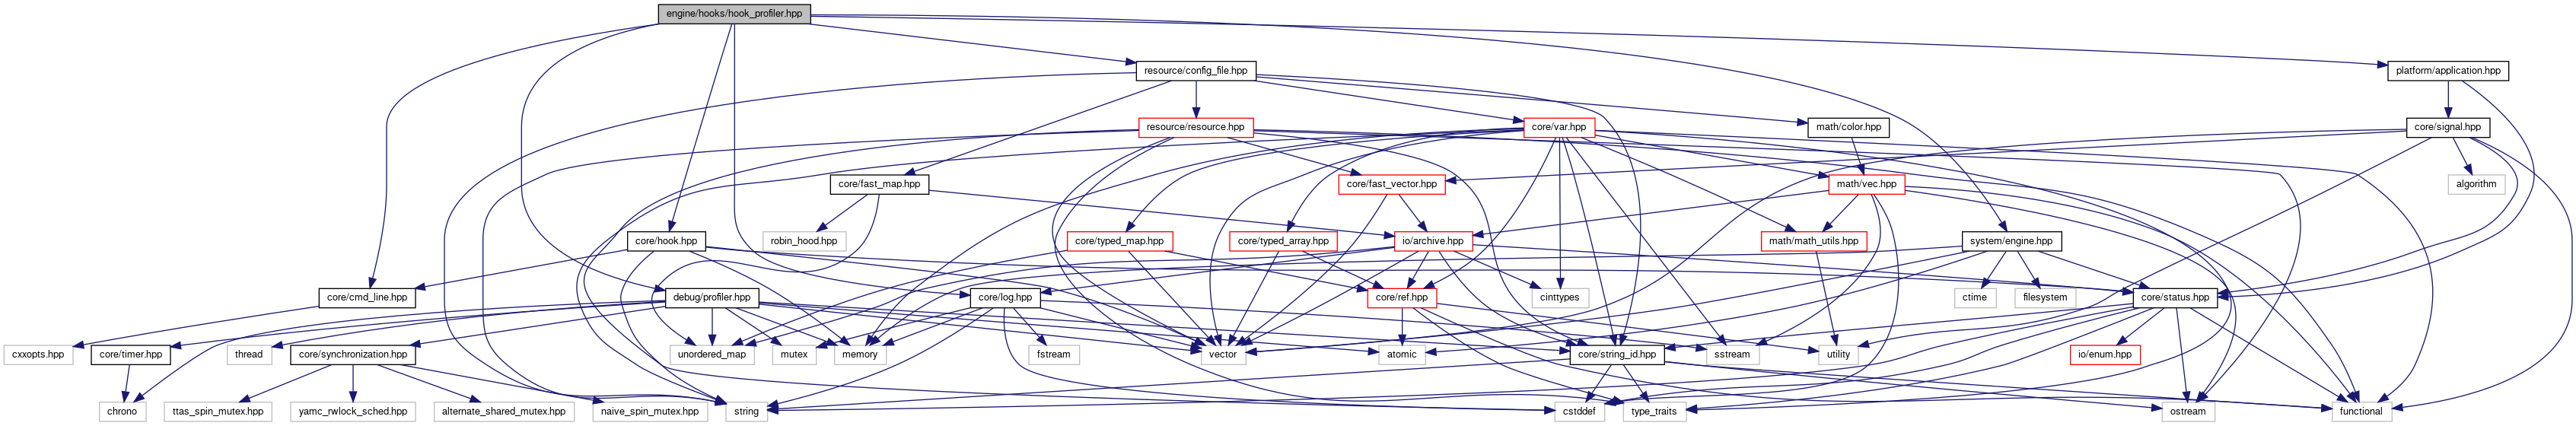 engine/hooks/hook_profiler.hpp
resource/config_file.hpp
platform/application.hpp
resource/resource.hpp
core/var.hpp
math/color.hpp
core/signal.hpp
core/fast_map.hpp
core/fast_vector.hpp
math/vec.hpp
algorithm
core/hook.hpp
robin_hood.hpp
core/typed_map.hpp
core/typed_array.hpp
io/archive.hpp
math/math_utils.hpp
system/engine.hpp
core/cmd_line.hpp
debug/profiler.hpp
core/log.hpp
core/ref.hpp
cinttypes
ctime
filesystem
core/status.hpp
cxxopts.hpp
core/timer.hpp
thread
core/synchronization.hpp
unordered_map
mutex
memory
fstream
vector
atomic
core/string_id.hpp
sstream
utility
io/enum.hpp
chrono
ttas_spin_mutex.hpp
yamc_rwlock_sched.hpp
alternate_shared_mutex.hpp
naive_spin_mutex.hpp
string
cstddef
type_traits
ostream
functional